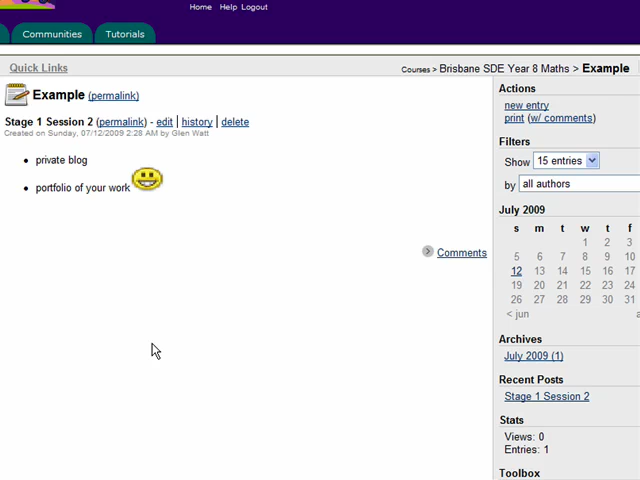 Home Help Logout
Communities Tutorials
Quick Links
Courses > Brisbane SDE Year 8 Maths > Example
Example (permalink)
Stage 1 Session 2 (permalink) - edit | history | delete
Created on Sunday, 07/12/2009 2:28 AM by Glen Watt
• private blog
• portfolio of your work
Comments
Actions
new entry
print (w/ comments)
Filters
Show 15 entries
by all authors
July 2009
s m t w t f
1 2 3
5 6 7 8 9 10
12 13 14 15 16 17
19 20 21 22 23 24
26 27 28 29 30 31
< jun
Archives
July 2009 (1)
Recent Posts
Stage 1 Session 2
Stats
Views: 0
Entries: 1
Toolbox